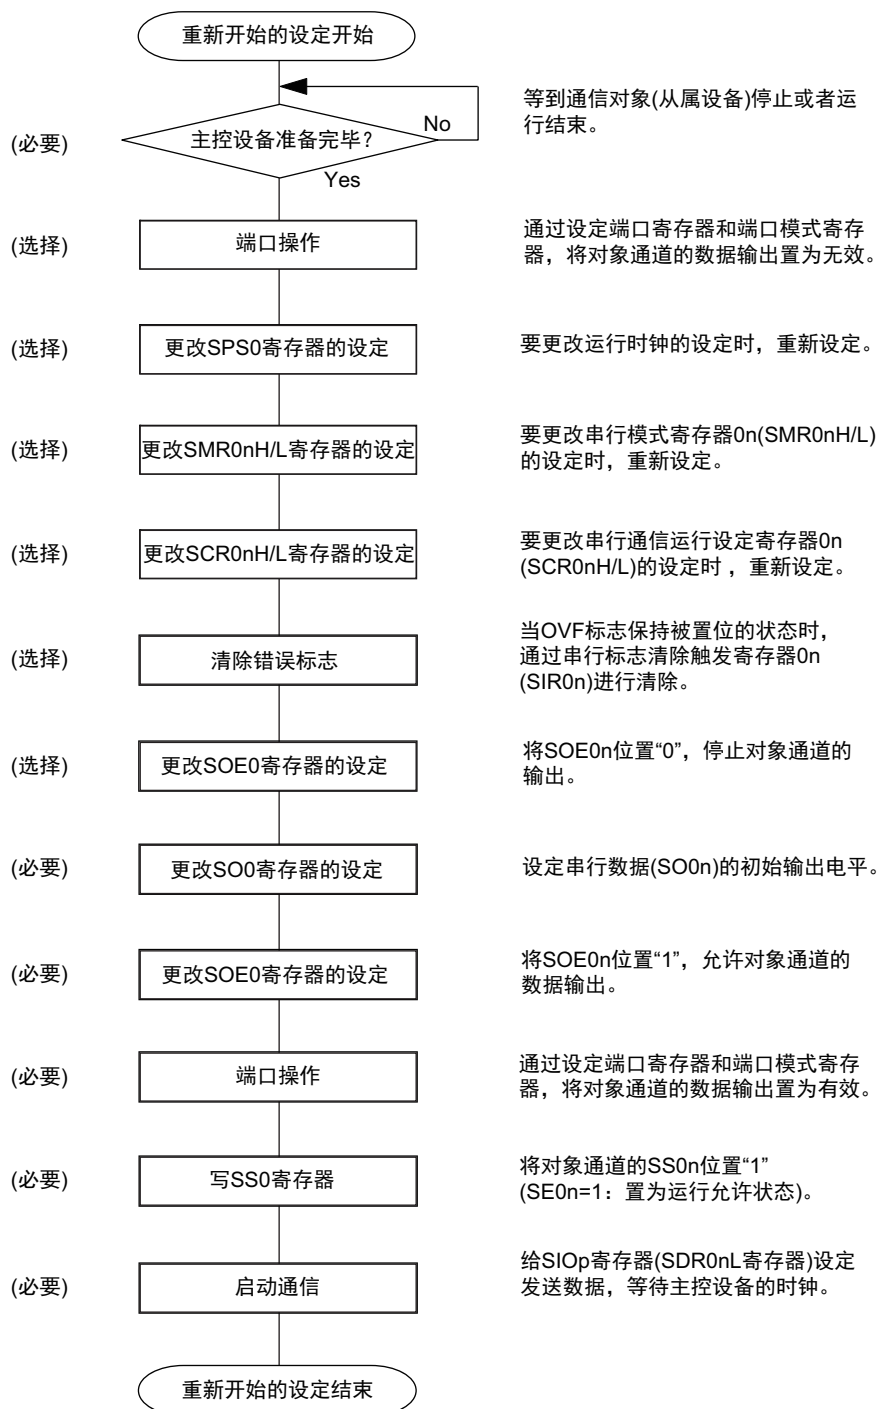 重新开始的设定开始
等到通信对象(从属设备)停止或者运
行结束。
(必要)
主控设备准备完毕？
No
Yes
(选择)
端口操作
通过设定端口寄存器和端口模式寄存
器，将对象通道的数据输出置为无效。
(选择)
更改SPS0寄存器的设定
要更改运行时钟的设定时，重新设定。
(选择)
更改SMR0nH/L寄存器的设定
要更改串行模式寄存器0n(SMR0nH/L)
的设定时，重新设定。
(选择)
更改SCR0nH/L寄存器的设定
要更改串行通信运行设定寄存器0n
(SCR0nH/L)的设定时，重新设定。
(选择)
清除错误标志
当OVF标志保持被置位的状态时，
通过串行标志清除触发寄存器0n
(SIR0n)进行清除。
(选择)
更改SOE0寄存器的设定
将SOE0n位置“0”，停止对象通道的
输出。
(必要)
更改SO0寄存器的设定
设定串行数据(SO0n)的初始输出电平。
(必要)
更改SOE0寄存器的设定
将SOE0n位置“1”，允许对象通道的
数据输出。
(必要)
端口操作
通过设定端口寄存器和端口模式寄存
器，将对象通道的数据输出置为有效。
(必要)
写SS0寄存器
将对象通道的SS0n位置“1”
(SE0n=1：置为运行允许状态)。
(必要)
启动通信
给SIOp寄存器(SDR0nL寄存器)设定
发送数据，等待主控设备的时钟。
重新开始的设定结束